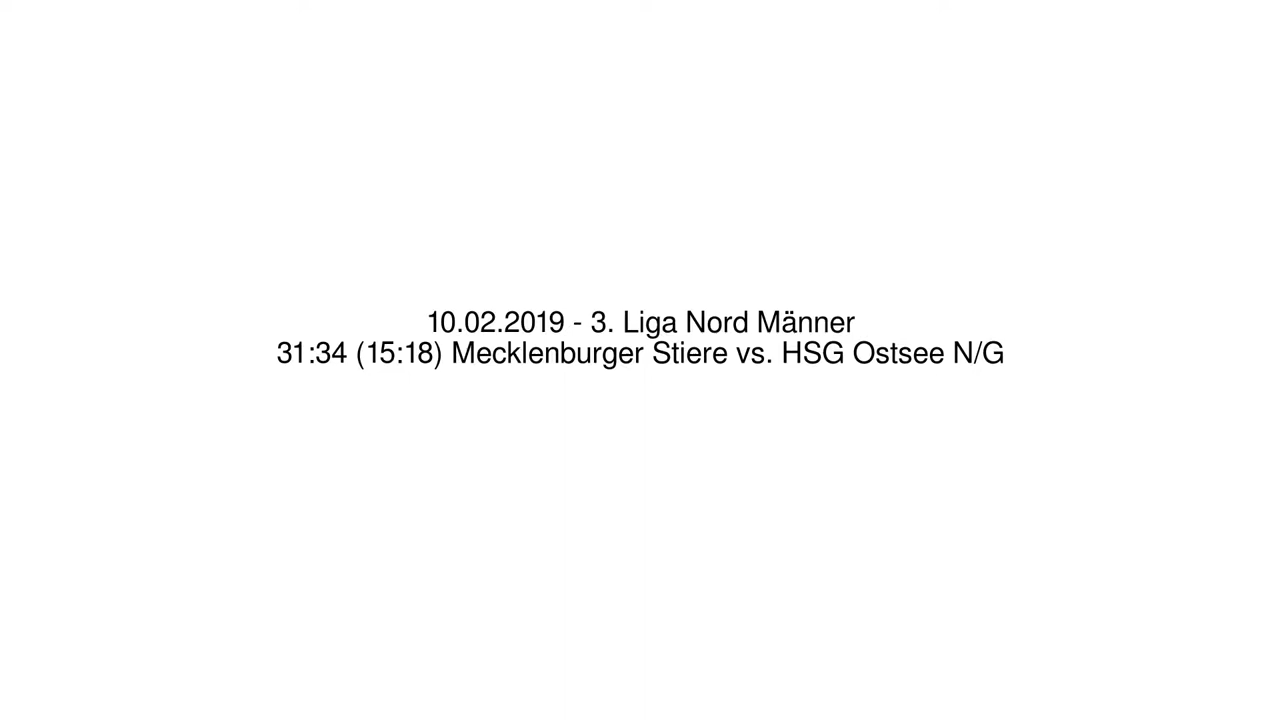 10.02.2019 - 3. Liga Nord Männer
31:34 (15:18) Mecklenburger Stiere vs. HSG Ostsee N/G